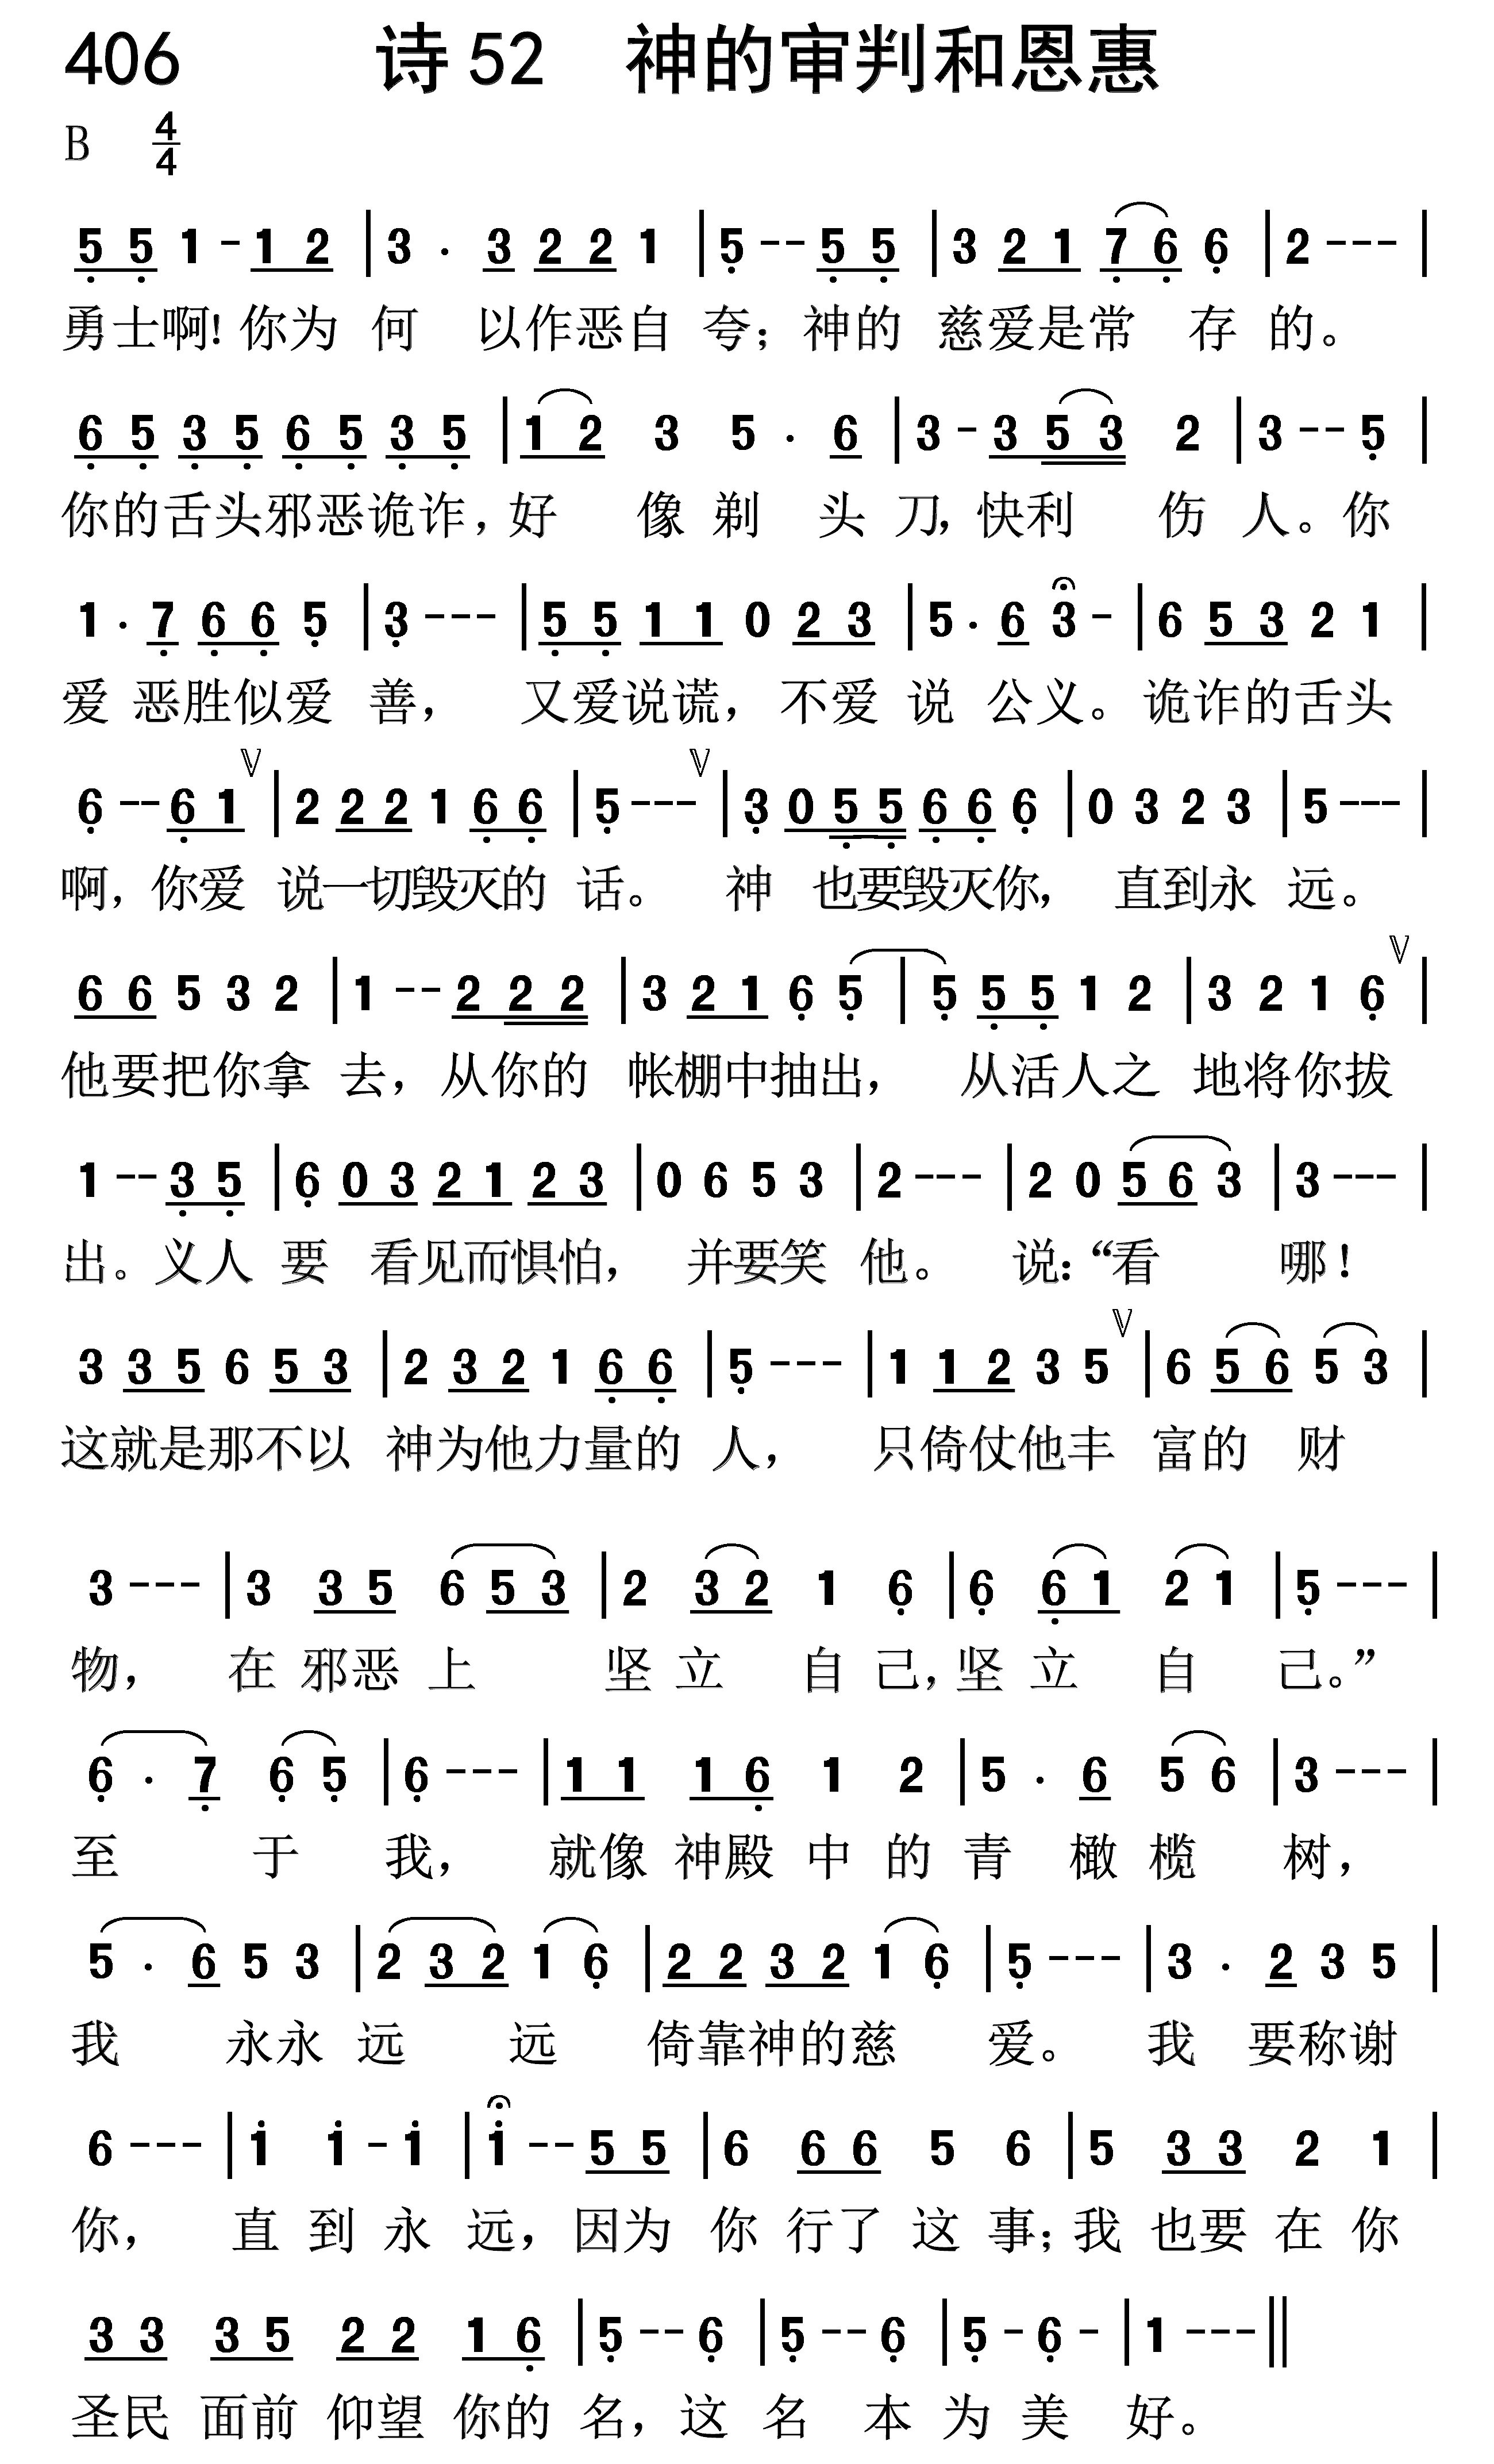 406 诗52 神的审判和恩惠
B 4/4
5 5 1 - 1 2 | 3 · 3 2 2 1 | 5 - - 5 5 | 3 2 1 7 6 6 | 2 - - - |
勇士啊! 你为 何 以作恶自 夸; 神的 慈爱是常 存 的。
6 5 3 5 6 5 3 5 | 1 2 3 5 · 6 | 3 - 3 5 3 2 | 3 - - 5 |
你的舌头邪恶诡诈, 好 像 剃 头 刀, 快利 伤 人。你
1 · 7 6 6 5 | 3 - - - | 5 5 1 1 0 2 3 | 5 · 6 3 - | 6 5 3 2 1 |
爱 恶胜似爱 善, 又爱说谎, 不爱 说 公义。诡诈的舌头
6 - - 6 1 V | 2 2 2 1 6 6 | 5 - - - V | 3 0 5 5 6 6 6 | 0 3 2 3 | 5 - - - |
啊, 你爱 说一切毁灭的 话。 神 也要毁灭你, 直到永 远。
6 6 5 3 2 | 1 - - 2 2 2 | 3 2 1 6 5 | 5 5 5 1 2 | 3 2 1 6 V |
他要把你拿 去, 从你的 帐棚中抽出, 从活人之 地将你拔
1 - - 3 5 | 6 0 3 2 1 2 3 | 0 6 5 3 | 2 - - - | 2 0 5 6 3 | 3 - - - |
出。义人 要 看见而惧怕, 并要笑 他。 说:“看 哪!
3 3 5 6 5 3 | 2 3 2 1 6 6 | 5 - - - | 1 1 2 3 5 V | 6 5 6 5 3 |
这就是那不以 神为他力量的 人, 只倚仗他丰 富的 财
3 - - - | 3 3 5 6 5 3 | 2 3 2 1 6 | 6 6 1 2 1 | 5 - - - |
物, 在 邪恶 上 坚 立 自 己, 坚 立 自 己。”
6 · 7 6 5 | 6 - - - | 1 1 1 6 1 2 | 5 · 6 5 6 | 3 - - - |
至 于 我, 就像 神殿 中 的 青 橄 榄 树,
5 · 6 5 3 | 2 3 2 1 6 | 2 2 3 2 1 6 | 5 - - - | 3 · 2 3 5 |
我 永永 远 远 倚靠神的慈 爱。 我 要称谢
6 - - - | 1 1 - 1 | 1 - - 5 5 | 6 6 6 5 6 | 5 3 3 2 1 |
你, 直 到 永 远, 因为 你 行了 这 事; 我 也要 在 你
3 3 3 5 2 2 1 6 | 5 - - 6 | 5 - - 6 | 5 - 6 - | 1 - - - ||
圣民 面前 仰望 你的 名, 这 名 本 为 美 好。